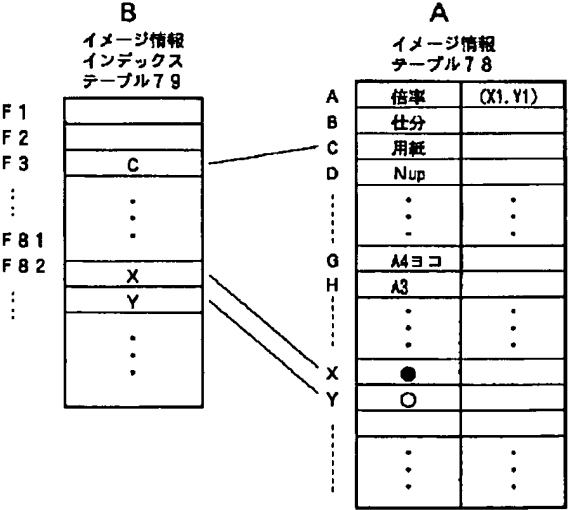 B
イメージ情報
インデックス
テーブル79
F1
F2
F3
C
F81
F82
X
Y
A
イメージ情報
テーブル78
A 倍率 (X1.Y1)
B 仕分
C 用紙
D Nup
G A4ヨコ
H A3
X ●
Y ○